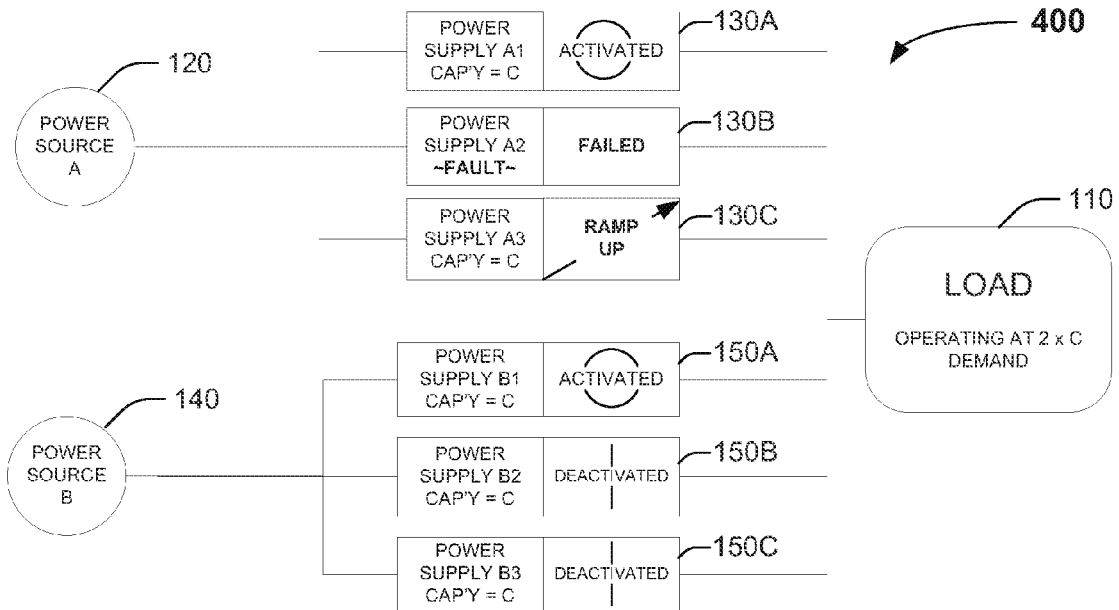 400
120
POWER
SOURCE
A
POWER
SUPPLY A1
CAP'Y = C
ACTIVATED
130A
POWER
SUPPLY A2
~FAULT~
FAILED
130B
POWER
SUPPLY A3
CAP'Y = C
RAMP
UP
130C
110
LOAD
OPERATING AT 2 x C
DEMAND
140
POWER
SOURCE
B
POWER
SUPPLY B1
CAP'Y = C
ACTIVATED
150A
POWER
SUPPLY B2
CAP'Y = C
DEACTIVATED
150B
POWER
SUPPLY B3
CAP'Y = C
DEACTIVATED
150C